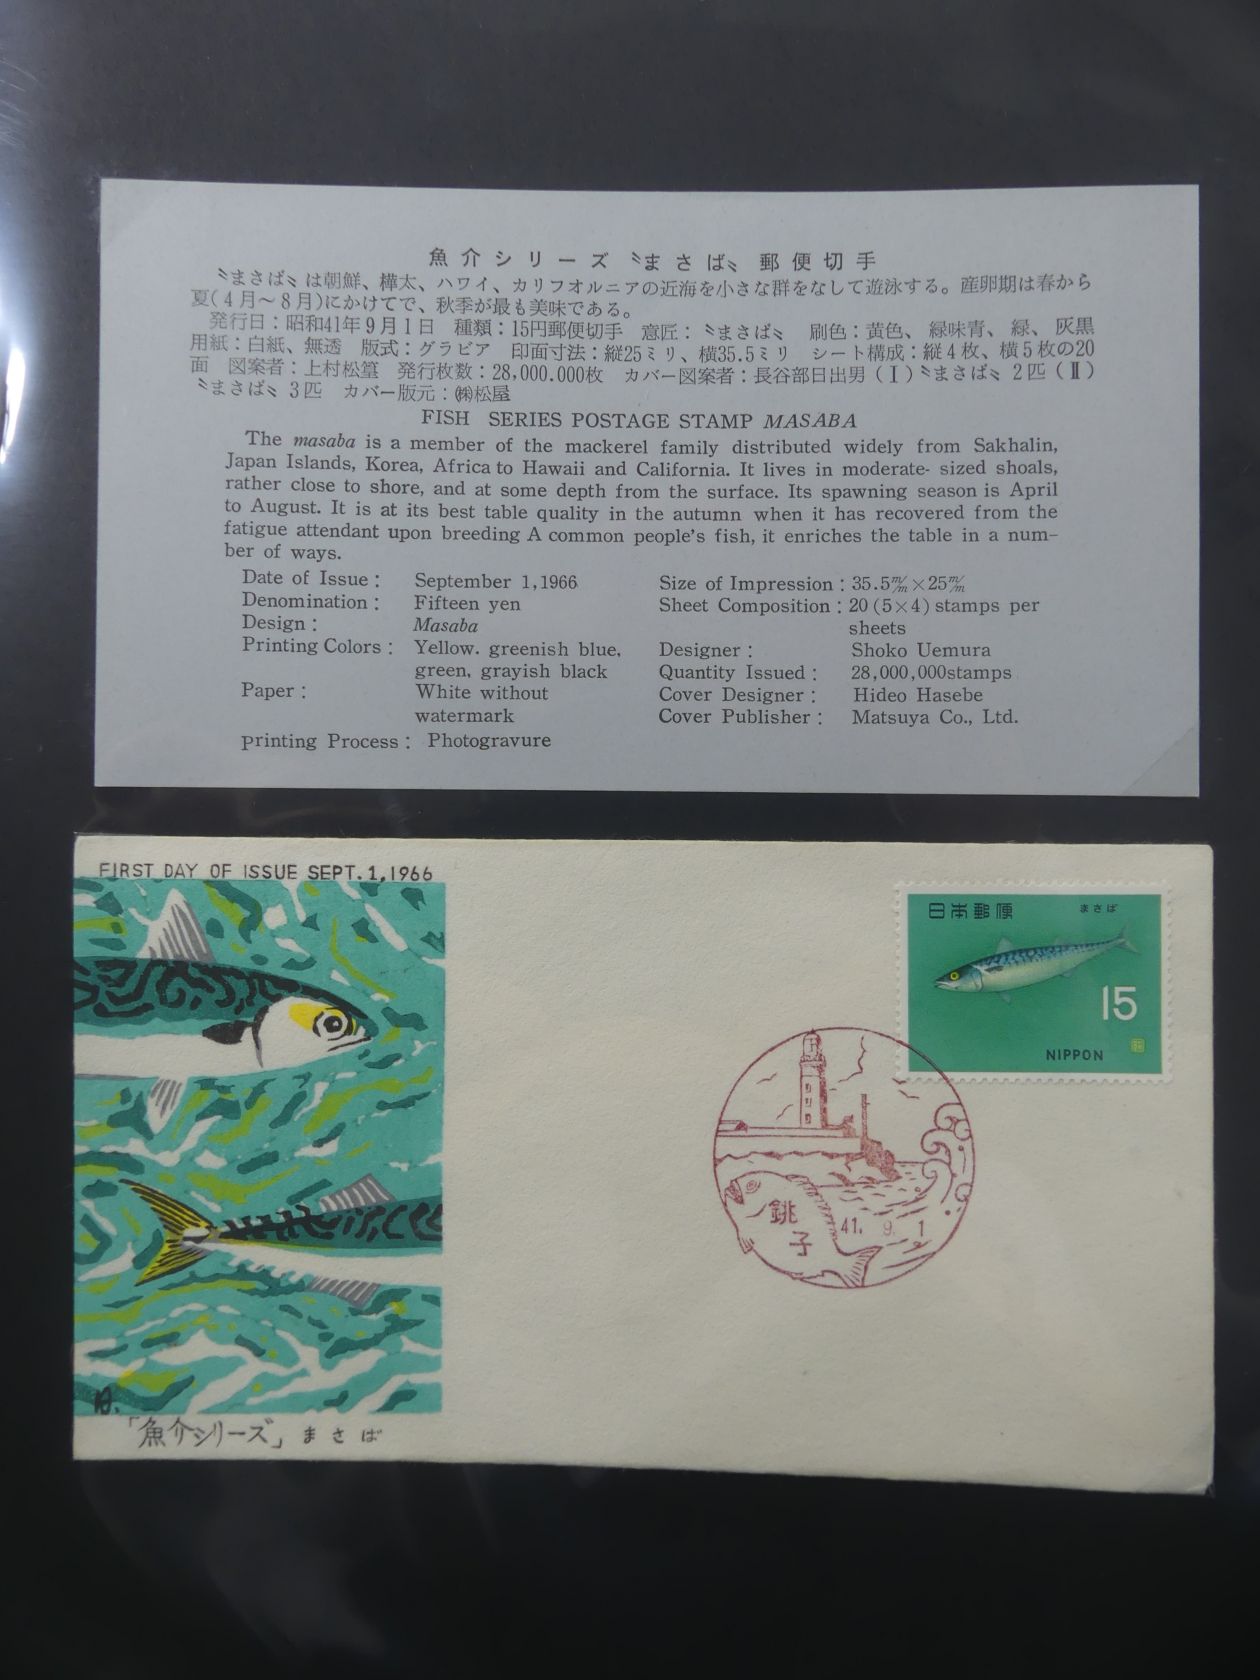 魚介シリーズ〝まさば〟郵便切手
〝まさば〟は朝鮮、樺太、ハワイ、カリフオルニアの近海を小さな群をなして遊泳する。産卵期は春から
夏(4月〜8月)にかけてで、秋季が最も美味である。
発行日:昭和41年9月1日 種類:15円郵便切手 意匠:〝まさば〟 刷色:黄色、緑味青、緑、灰黒
用紙:白紙、無透 版式:グラビア 印面寸法:縦25ミリ、横35.5ミリ シート構成:縦4枚、横5枚の20
面 図案者:上村松篁 発行枚数:28,000.000枚 カバー図案者:長谷部日出男(Ⅰ)〝まさば〟2匹(Ⅱ)
〝まさば〟3匹 カバー版元:㈱松屋
FISH SERIES POSTAGE STAMP MASABA
The masaba is a member of the mackerel family distributed widely from Sakhalin,
Japan Islands, Korea, Africa to Hawaii and California. It lives in moderate- sized shoals,
rather close to shore, and at some depth from the surface. Its spawning season is April
to August. It is at its best table quality in the autumn when it has recovered from the
fatigue attendant upon breeding A common people's fish, it enriches the table in a num-
ber of ways.
Date of Issue: September 1,1966
Denomination: Fifteen yen
Design: Masaba
Printing Colors: Yellow. greenish blue,
green, grayish black
Paper: White without
watermark
printing Process: Photogravure
Size of Impression: 35.5m/m×25m/m
Sheet Composition: 20 (5×4) stamps per
sheets
Designer: Shoko Uemura
Quantity Issued: 28,000,000stamps
Cover Designer: Hideo Hasebe
Cover Publisher: Matsuya Co., Ltd.
FIRST DAY OF ISSUE SEPT. 1,1966
日本郵便 まさば
15
NIPPON
銚子
41. 9. 1
「魚介シリーズ」まさば